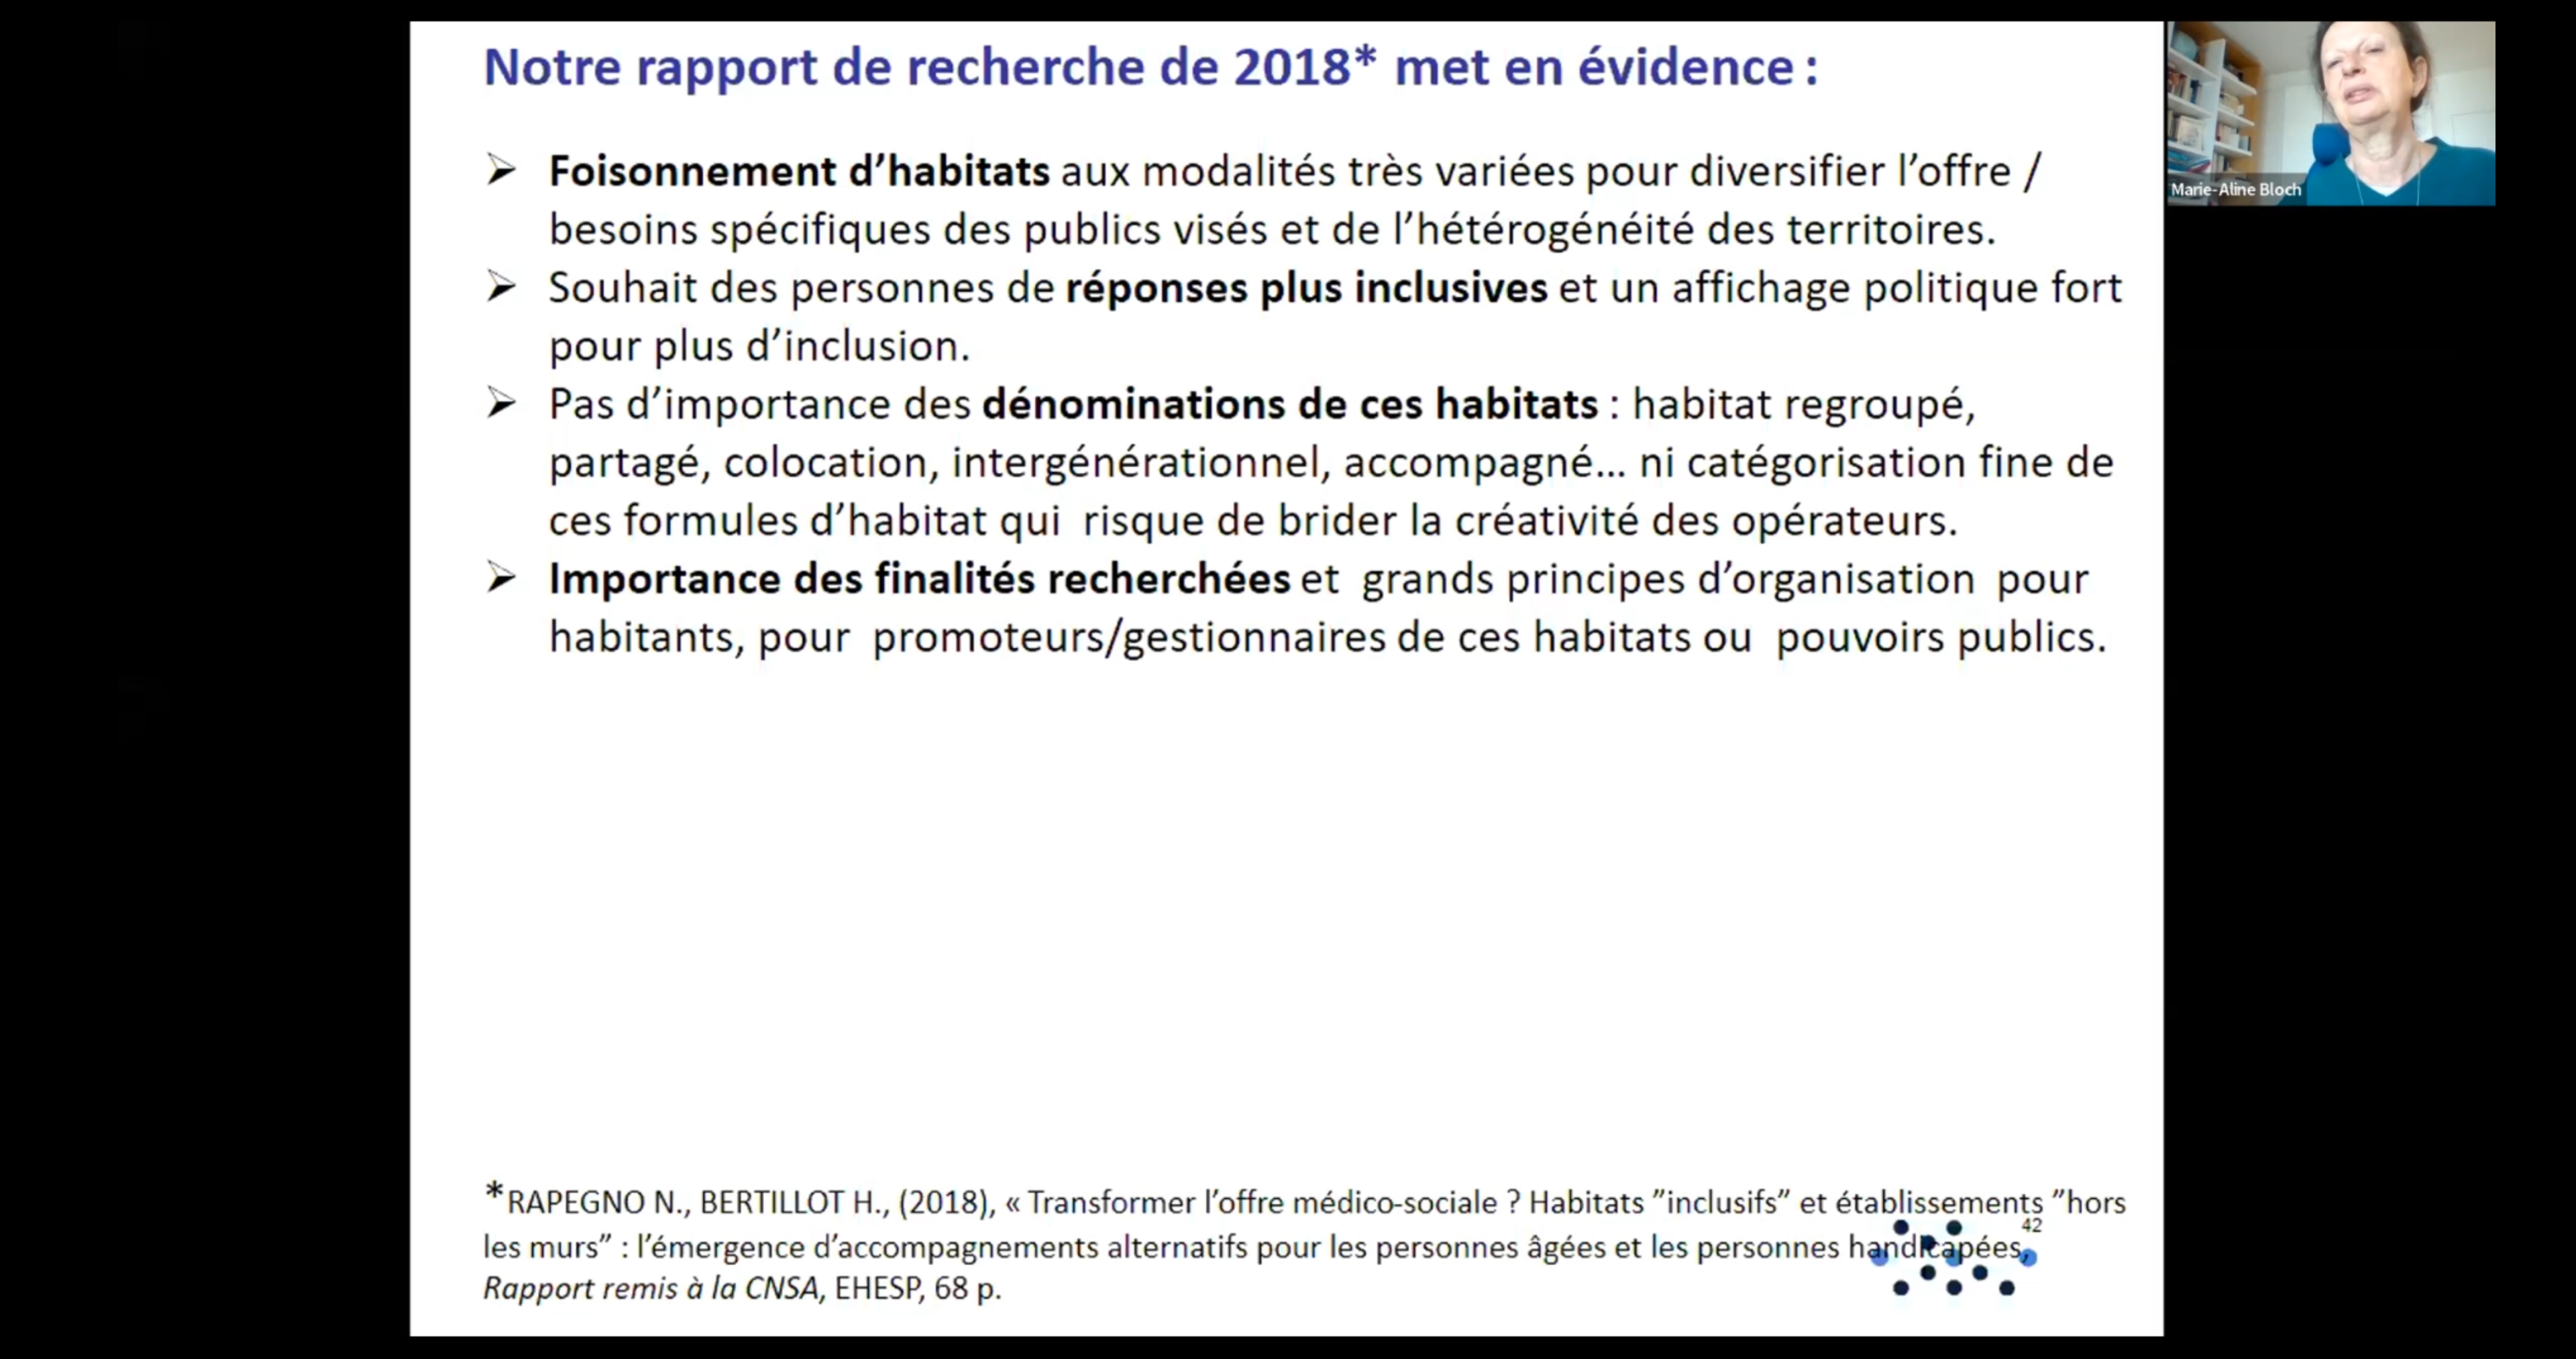 Notre rapport de recherche de 2018* met en évidence :
➢ Foisonnement d’habitats aux modalités très variées pour diversifier l’offre /
besoins spécifiques des publics visés et de l’hétérogénéité des territoires.
➢ Souhait des personnes de réponses plus inclusives et un affichage politique fort
pour plus d’inclusion.
➢ Pas d’importance des dénominations de ces habitats : habitat regroupé,
partagé, colocation, intergénérationnel, accompagné... ni catégorisation fine de
ces formules d’habitat qui risque de brider la créativité des opérateurs.
➢ Importance des finalités recherchées et grands principes d’organisation pour
habitants, pour promoteurs/gestionnaires de ces habitats ou pouvoirs publics.
*RAPEGNO N., BERTILLOT H., (2018), « Transformer l’offre médico-sociale ? Habitats ”inclusifs” et établissements ”hors
les murs” : l’émergence d’accompagnements alternatifs pour les personnes âgées et les personnes handicapées,
Rapport remis à la CNSA, EHESP, 68 p.
42
Marie-Aline Bloch